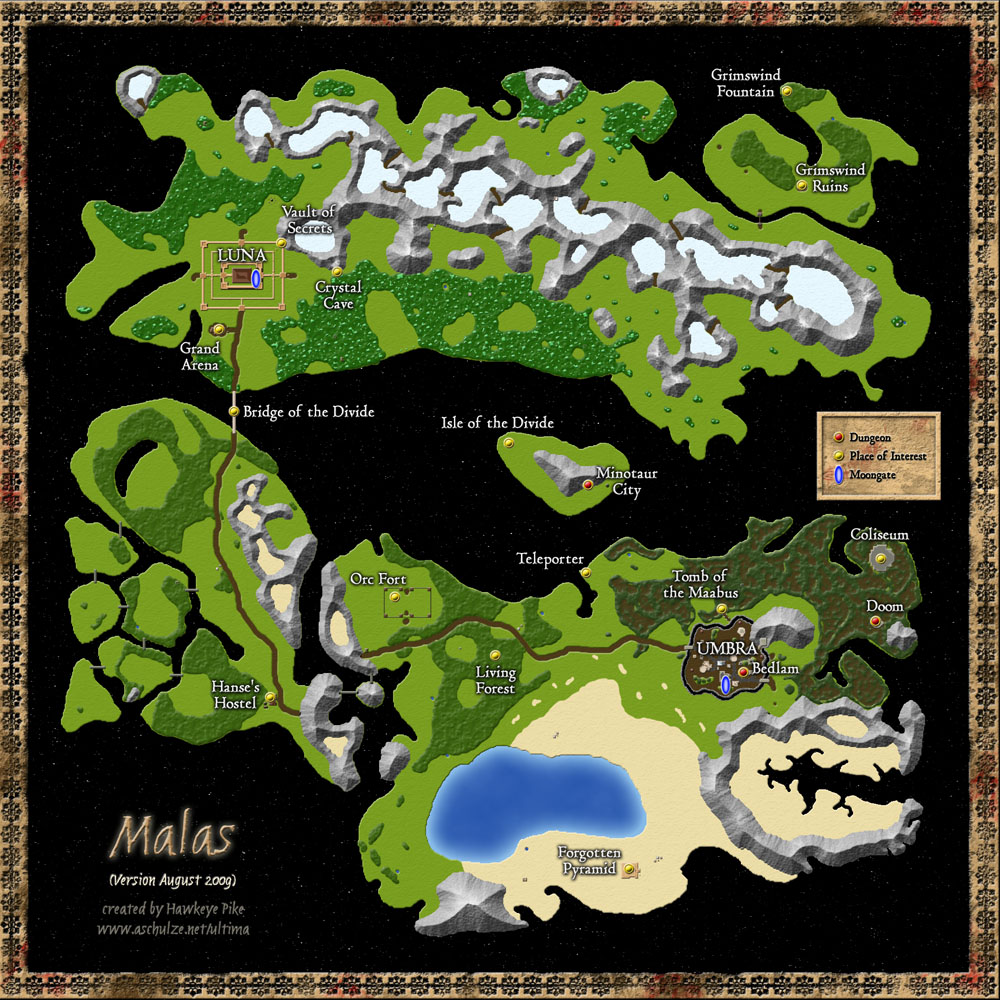 Grimswind
Fountain
Grimswind
Ruins
Vault of
Secrets
LUNA
Crystal
Cave
Grand
Arena
Bridge of the Divide
Isle of the Divide
Minotaur
City
Dungeon
Place of Interest
Moongate
Coliseum
Teleporter
Tomb of
the Maabus
Orc Fort
Doom
UMBRA
Bedlam
Living
Forest
Hanse's
Hostel
Forgotten
Pyramid
Malas
(Version August 2009)
created by Hawkeye Pike
www.aschulze.net/ultima